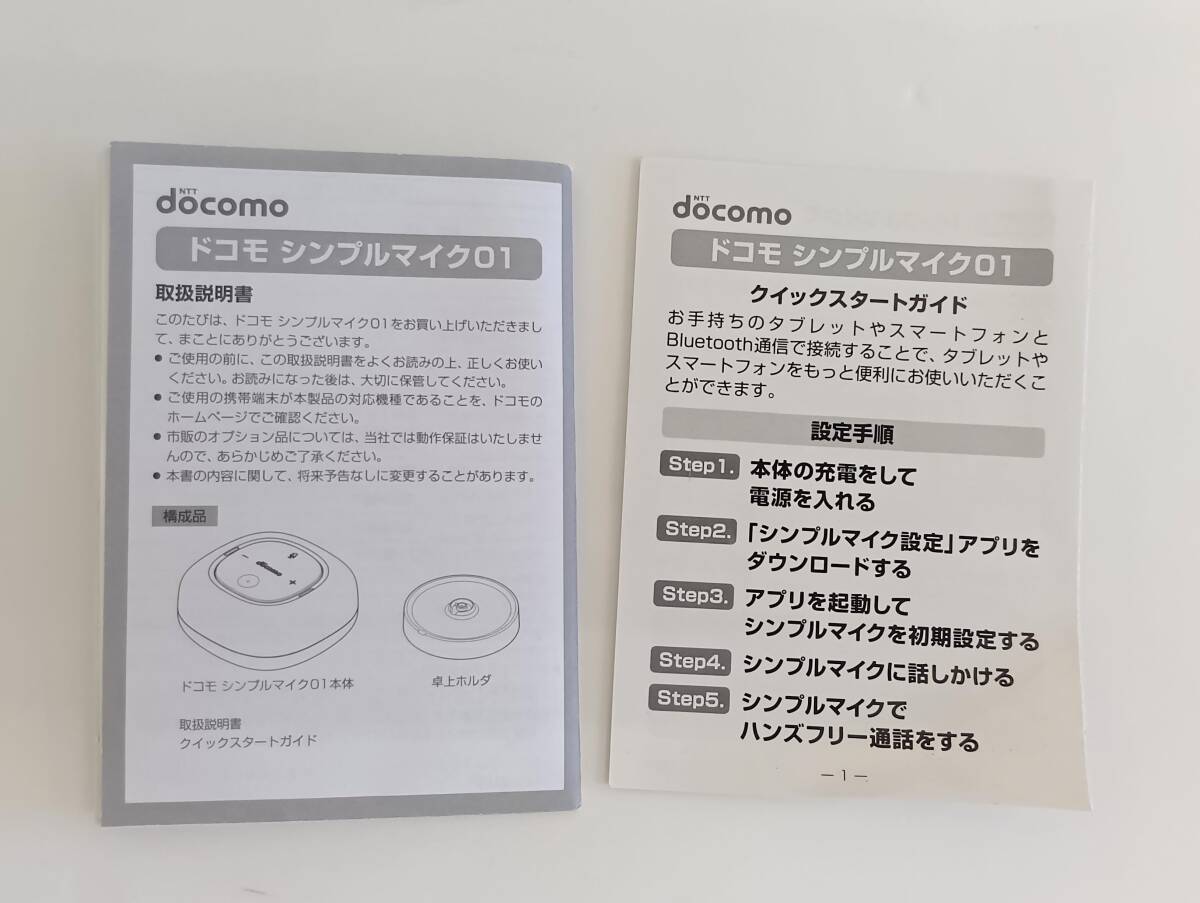 NTT
docomo
ドコモ シンプルマイク01
取扱説明書
このたびは、ドコモ シンプルマイク01をお買い上げいただきまし
て、まことにありがとうございます。
● ご使用の前に、この取扱説明書をよくお読みの上、正しくお使い
ください。お読みになった後は、大切に保管してください。
● ご使用の携帯端末が本製品の対応機種であることを、ドコモの
ホームページでご確認ください。
● 市販のオプション品については、当社では動作保証はいたしませ
んので、あらかじめご了承ください。
● 本書の内容に関して、将来予告なしに変更することがあります。
構成品
docomo
ドコモ シンプルマイク01本体
卓上ホルダ
取扱説明書
クイックスタートガイド
NTT
docomo
ドコモ シンプルマイク01
クイックスタートガイド
お手持ちのタブレットやスマートフォンと
Bluetooth通信で接続することで、タブレットや
スマートフォンをもっと便利にお使いいただくこ
とができます。
設定手順
Step1. 本体の充電をして
電源を入れる
Step2. 「シンプルマイク設定」アプリを
ダウンロードする
Step3. アプリを起動して
シンプルマイクを初期設定する
Step4. シンプルマイクに話しかける
Step5. シンプルマイクで
ハンズフリー通話をする
― 1 ―